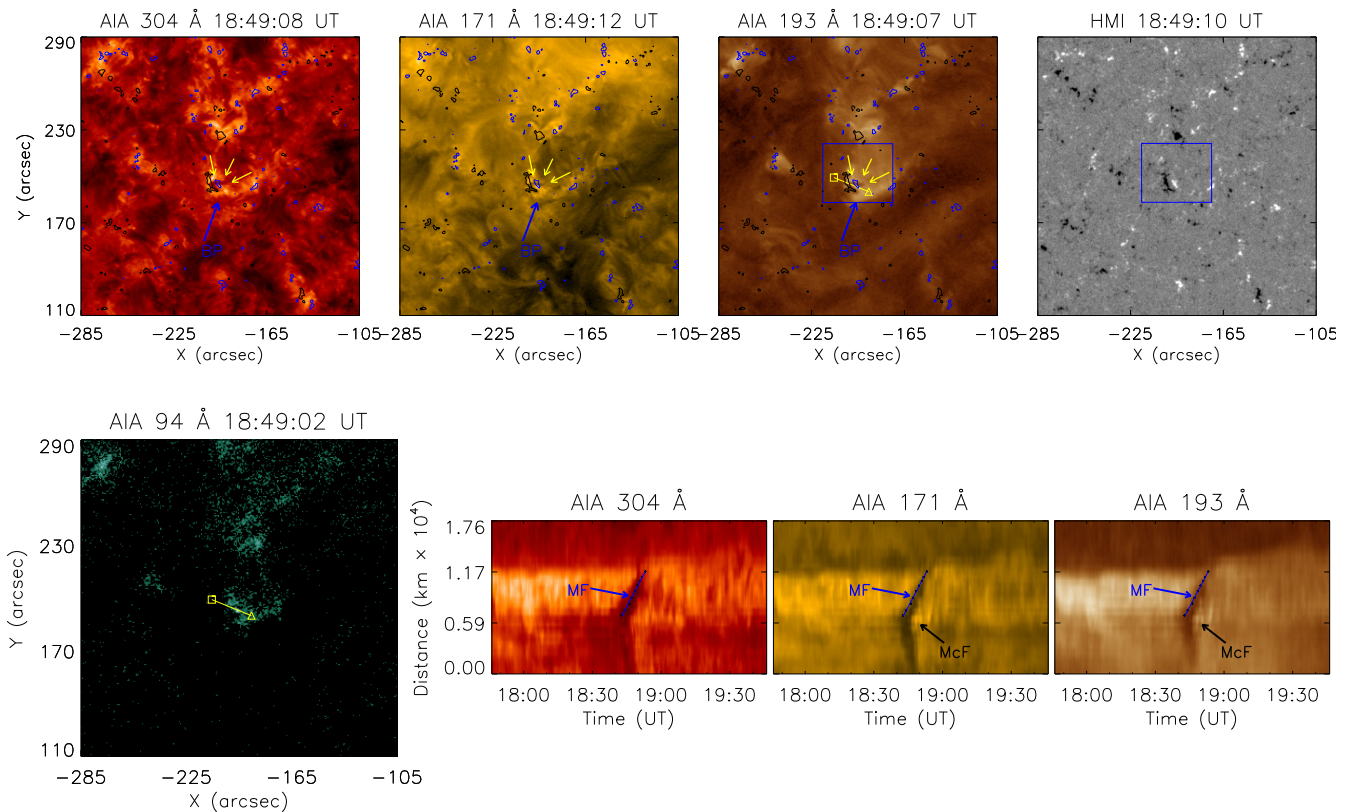 AIA 304 Å 18:49:08 UT
AIA 171 Å 18:49:12 UT
AIA 193 Å 18:49:07 UT
HMI 18:49:10 UT
290
230
170
110
Y (arcsec)
BP
BP
BP
−285 −225 −165 −105
−285 −225 −165 −105
−285 −225 −165 −105
−285 −225 −165 −105
X (arcsec)
X (arcsec)
X (arcsec)
X (arcsec)
AIA 94 Å 18:49:02 UT
290
230
170
110
Y (arcsec)
−285 −225 −165 −105
X (arcsec)
AIA 304 Å
AIA 171 Å
AIA 193 Å
Distance (km × 10⁴)
1.76
1.17
0.59
0.00
MF
MF
MF
McF
McF
18:00 18:30 19:00 19:30
18:00 18:30 19:00 19:30
18:00 18:30 19:00 19:30
Time (UT)
Time (UT)
Time (UT)